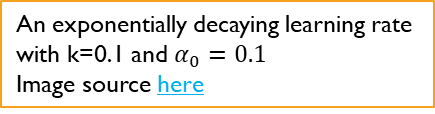 An exponentially decaying learning rate
with k=0.1 and α₀ = 0.1
Image source here